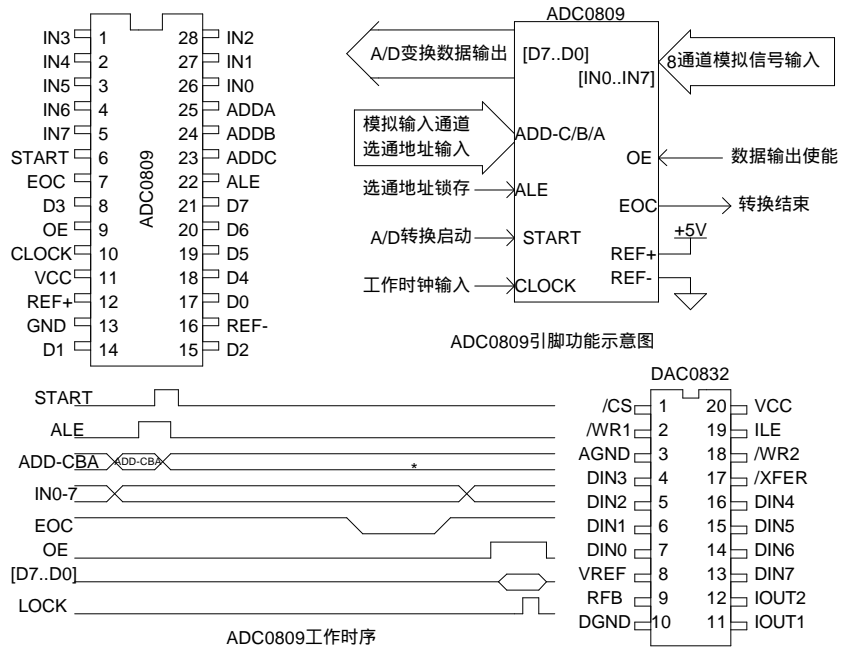 ADC0809
IN3 1 28 IN2
IN4 2 27 IN1
IN5 3 26 IN0
IN6 4 25 ADDA
IN7 5 24 ADDB
START 6 23 ADDC
EOC 7 22 ALE
D3 8 21 D7
OE 9 20 D6
CLOCK 10 19 D5
VCC 11 18 D4
REF+ 12 17 D0
GND 13 16 REF-
D1 14 15 D2
ADC0809
A/D变换数据输出 [D7..D0]
[IN0..IN7] 8通道模拟信号输入
模拟输入通道
选通地址输入
ADD-C/B/A
OE 数据输出使能
选通地址锁存 ALE
EOC 转换结束
A/D转换启动 START
+5V
REF+
REF-
工作时钟输入 CLOCK
ADC0809引脚功能示意图
START
ALE
ADD-CBA ADD-CBA *
IN0-7
EOC
OE
[D7..D0]
LOCK
ADC0809工作时序
DAC0832
/CS 1 20 VCC
/WR1 2 19 ILE
AGND 3 18 /WR2
DIN3 4 17 /XFER
DIN2 5 16 DIN4
DIN1 6 15 DIN5
DIN0 7 14 DIN6
VREF 8 13 DIN7
RFB 9 12 IOUT2
DGND 10 11 IOUT1